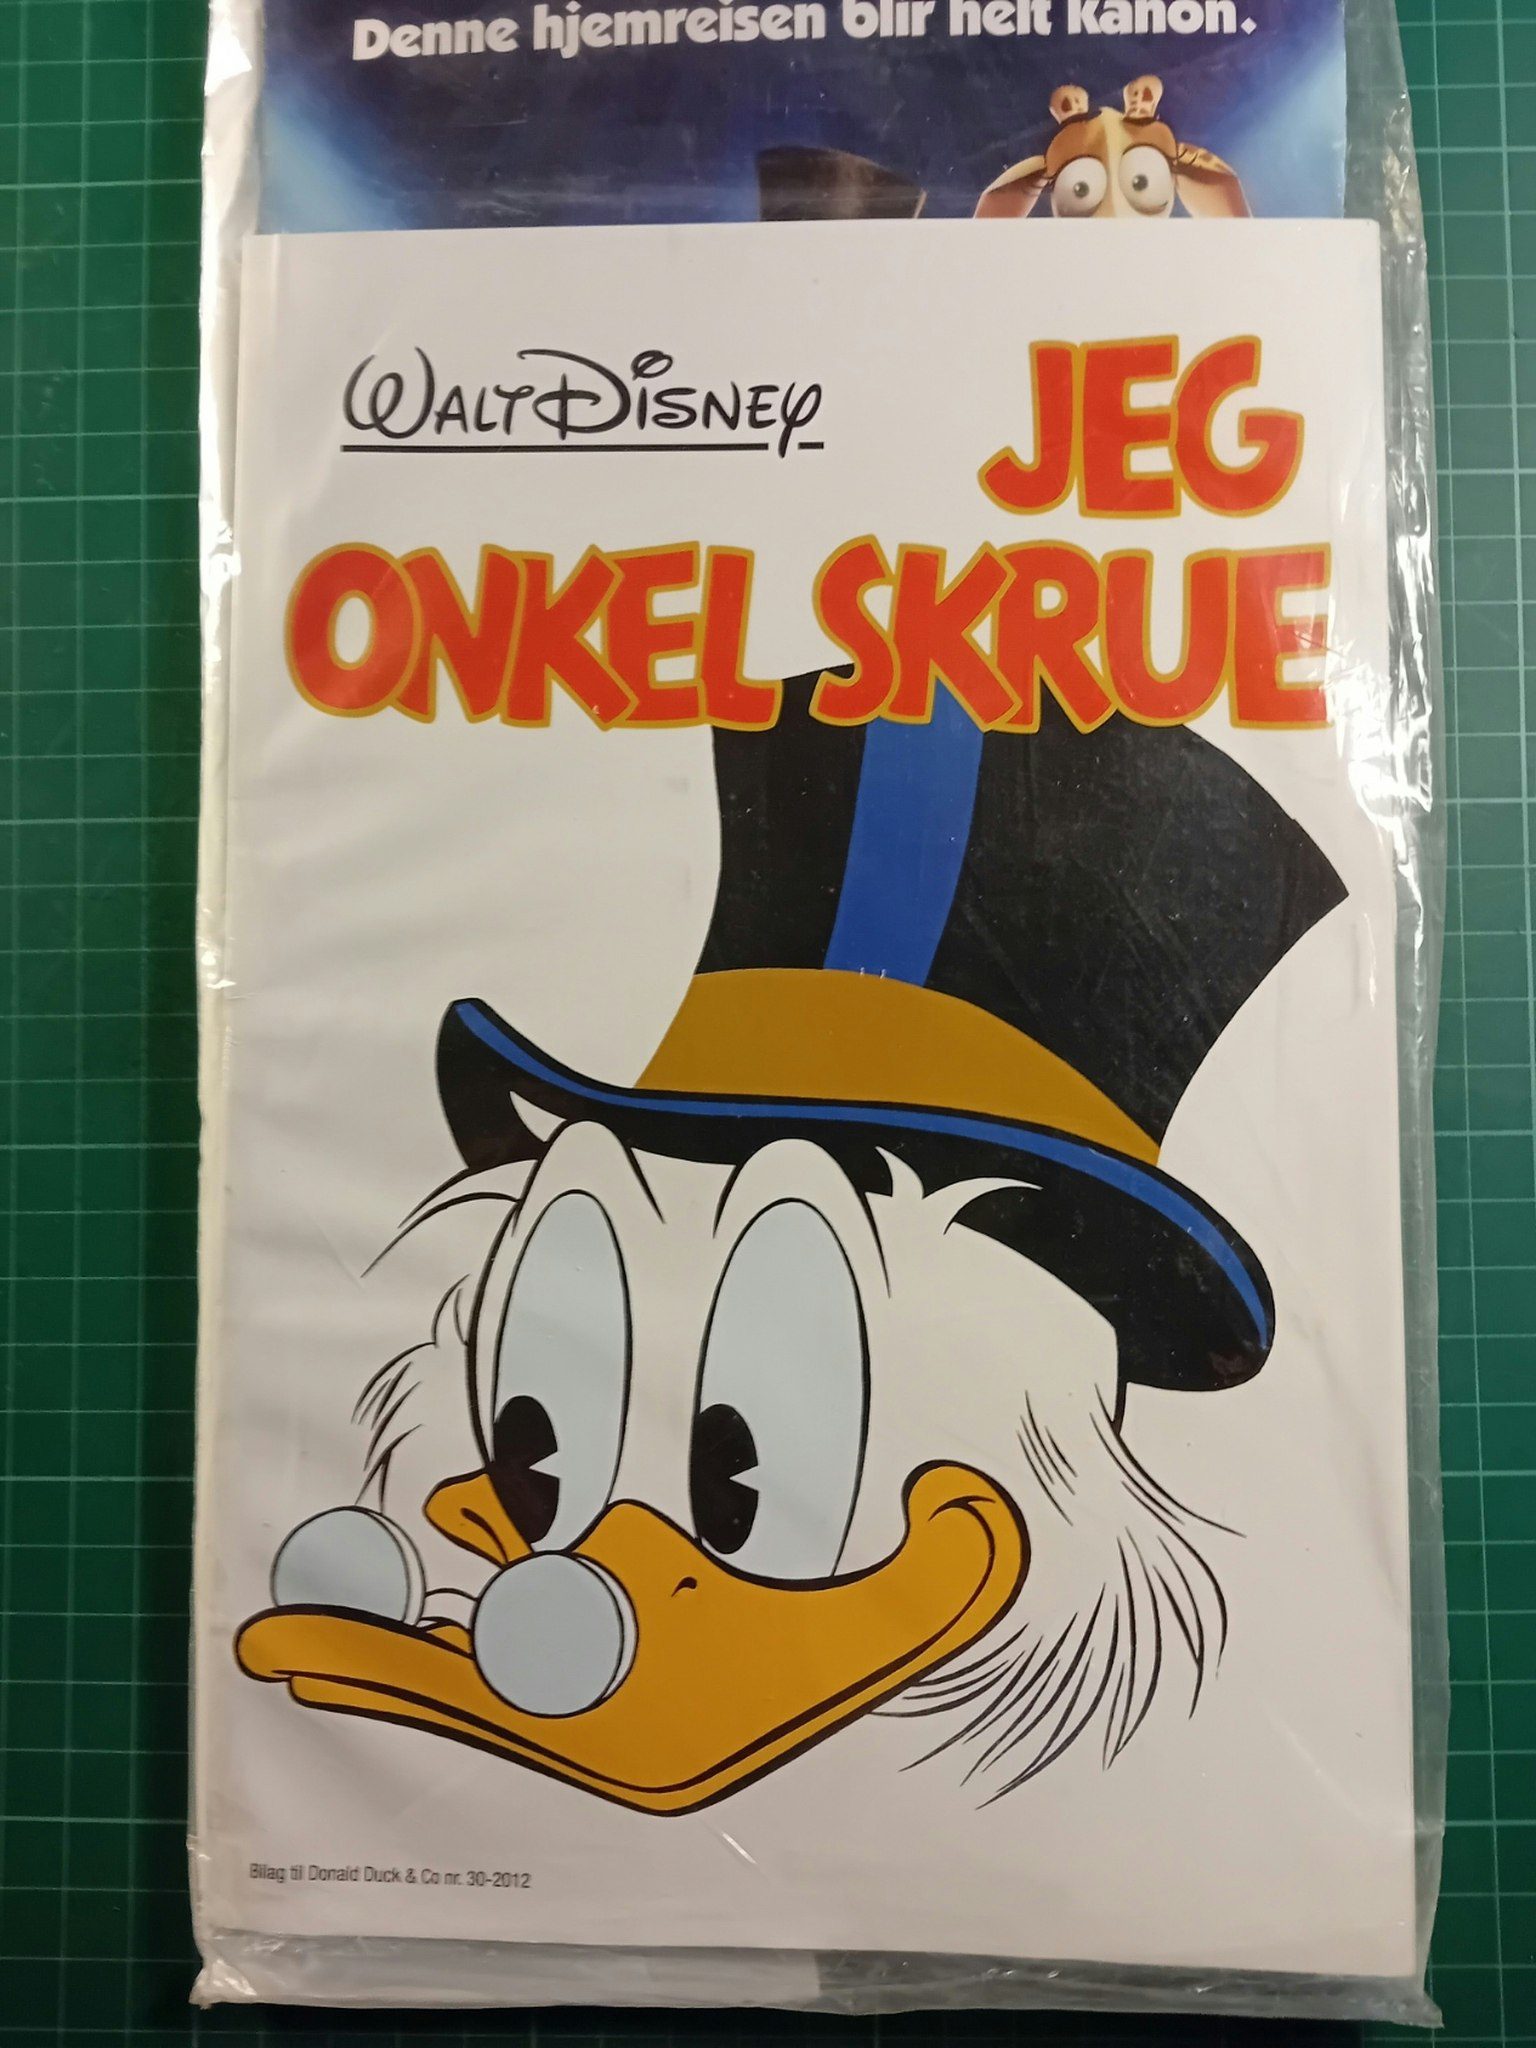 Denne hjemreisen blir helt kanon.
WALT DISNEY
JEG
ONKEL SKRUE
Bilag til Donald Duck & Co nr. 30-2012